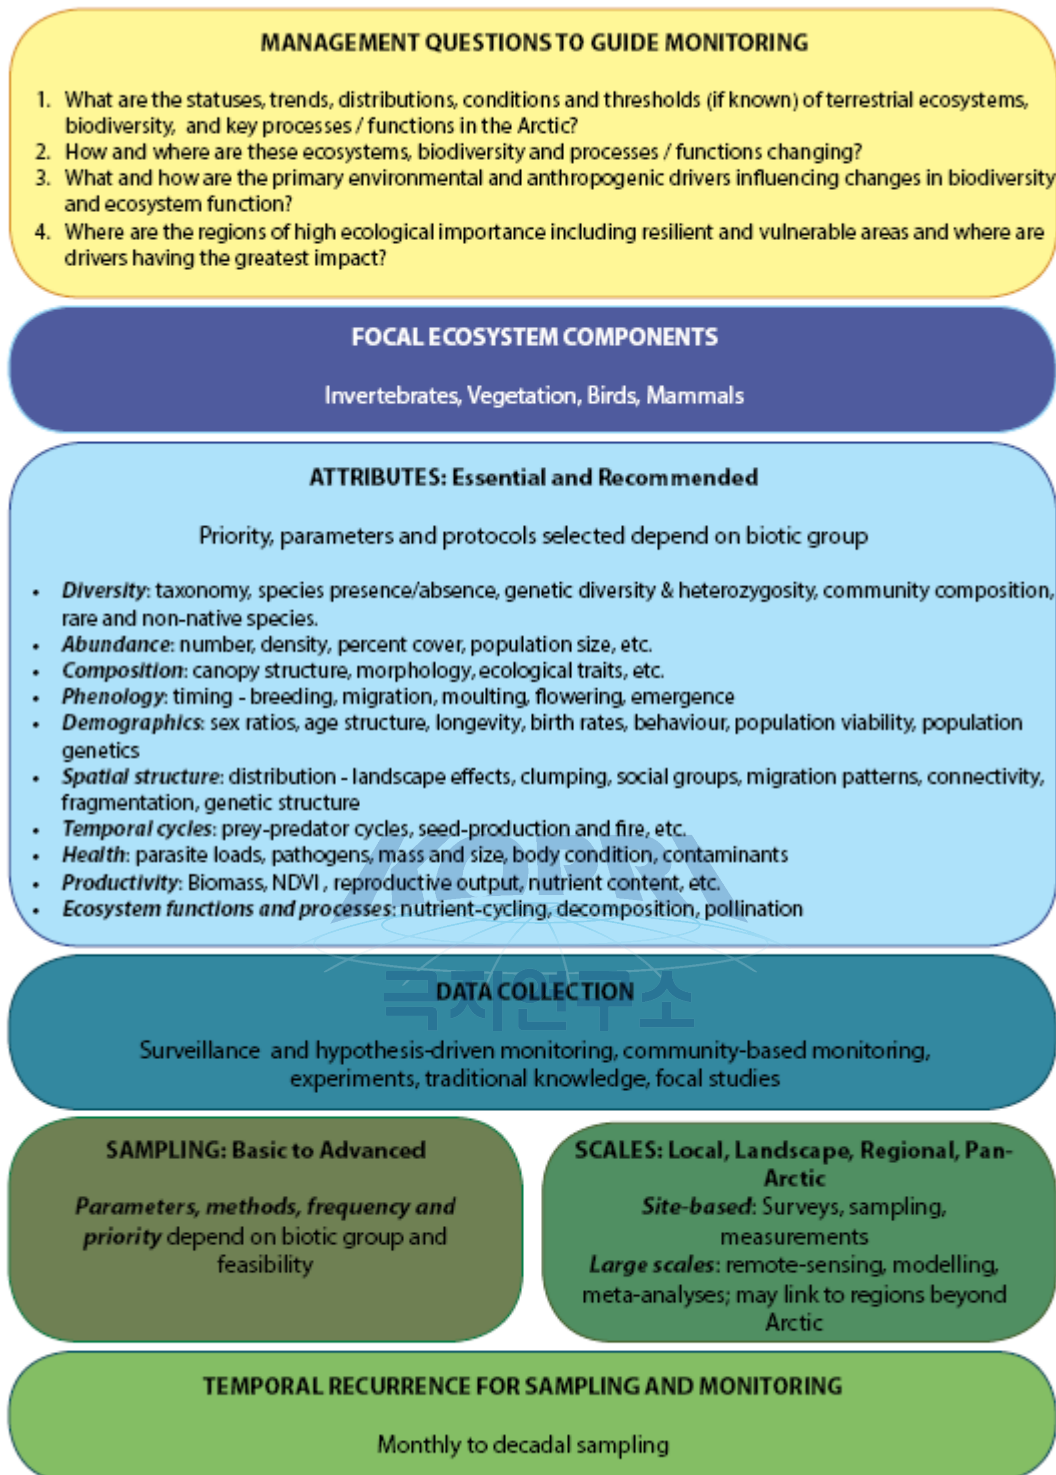 MANAGEMENT QUESTIONS TO GUIDE MONITORING
1. What are the statuses, trends, distributions, conditions and thresholds (if known) of terrestrial ecosystems,
biodiversity, and key processes / functions in the Arctic?
2. How and where are these ecosystems, biodiversity and processes / functions changing?
3. What and how are the primary environmental and anthropogenic drivers influencing changes in biodiversity
and ecosystem function?
4. Where are the regions of high ecological importance including resilient and vulnerable areas and where are
drivers having the greatest impact?
FOCAL ECOSYSTEM COMPONENTS
Invertebrates, Vegetation, Birds, Mammals
ATTRIBUTES: Essential and Recommended
Priority, parameters and protocols selected depend on biotic group
• Diversity: taxonomy, species presence/absence, genetic diversity & heterozygosity, community composition,
rare and non-native species.
• Abundance: number, density, percent cover, population size, etc.
• Composition: canopy structure, morphology, ecological traits, etc.
• Phenology: timing - breeding, migration, moulting, flowering, emergence
• Demographics: sex ratios, age structure, longevity, birth rates, behaviour, population viability, population
genetics
• Spatial structure: distribution - landscape effects, clumping, social groups, migration patterns, connectivity,
fragmentation, genetic structure
• Temporal cycles: prey-predator cycles, seed-production and fire, etc.
• Health: parasite loads, pathogens, mass and size, body condition, contaminants
• Productivity: Biomass, NDVI , reproductive output, nutrient content, etc.
• Ecosystem functions and processes: nutrient-cycling, decomposition, pollination
KOPRI
극지연구소
DATA COLLECTION
Surveillance and hypothesis-driven monitoring, community-based monitoring,
experiments, traditional knowledge, focal studies
SAMPLING: Basic to Advanced
Parameters, methods, frequency and
priority depend on biotic group and
feasibility
SCALES: Local, Landscape, Regional, Pan-
Arctic
Site-based: Surveys, sampling,
measurements
Large scales: remote-sensing, modelling,
meta-analyses; may link to regions beyond
Arctic
TEMPORAL RECURRENCE FOR SAMPLING AND MONITORING
Monthly to decadal sampling